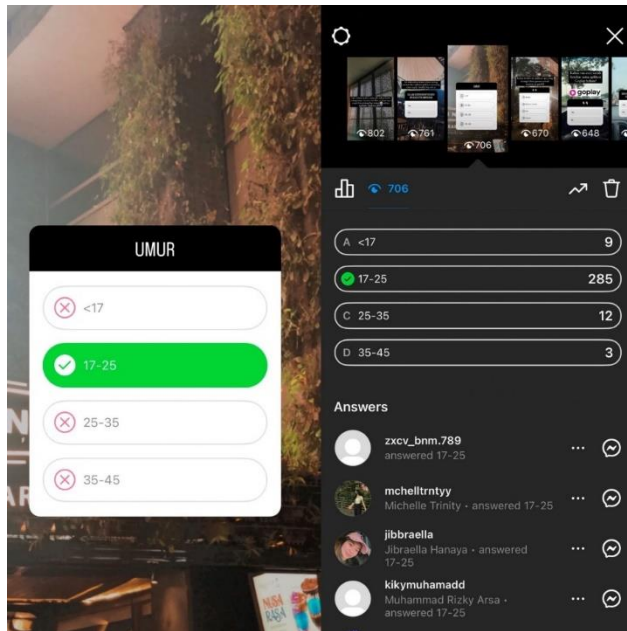 UMUR
<17
17-25
25-35
35-45
NUSA
RASA
802
761
706
670
648
goplay
706
A <17 9
17-25 285
C 25-35 12
D 35-45 3
Answers
zxcv_bnm.789
answered 17-25
mchelltrntyy
Michelle Trinity • answered 17-25
jibbraella
Jibraella Hanaya • answered
17-25
kikymuhamadd
Muhammad Rizky Arsa •
answered 17-25